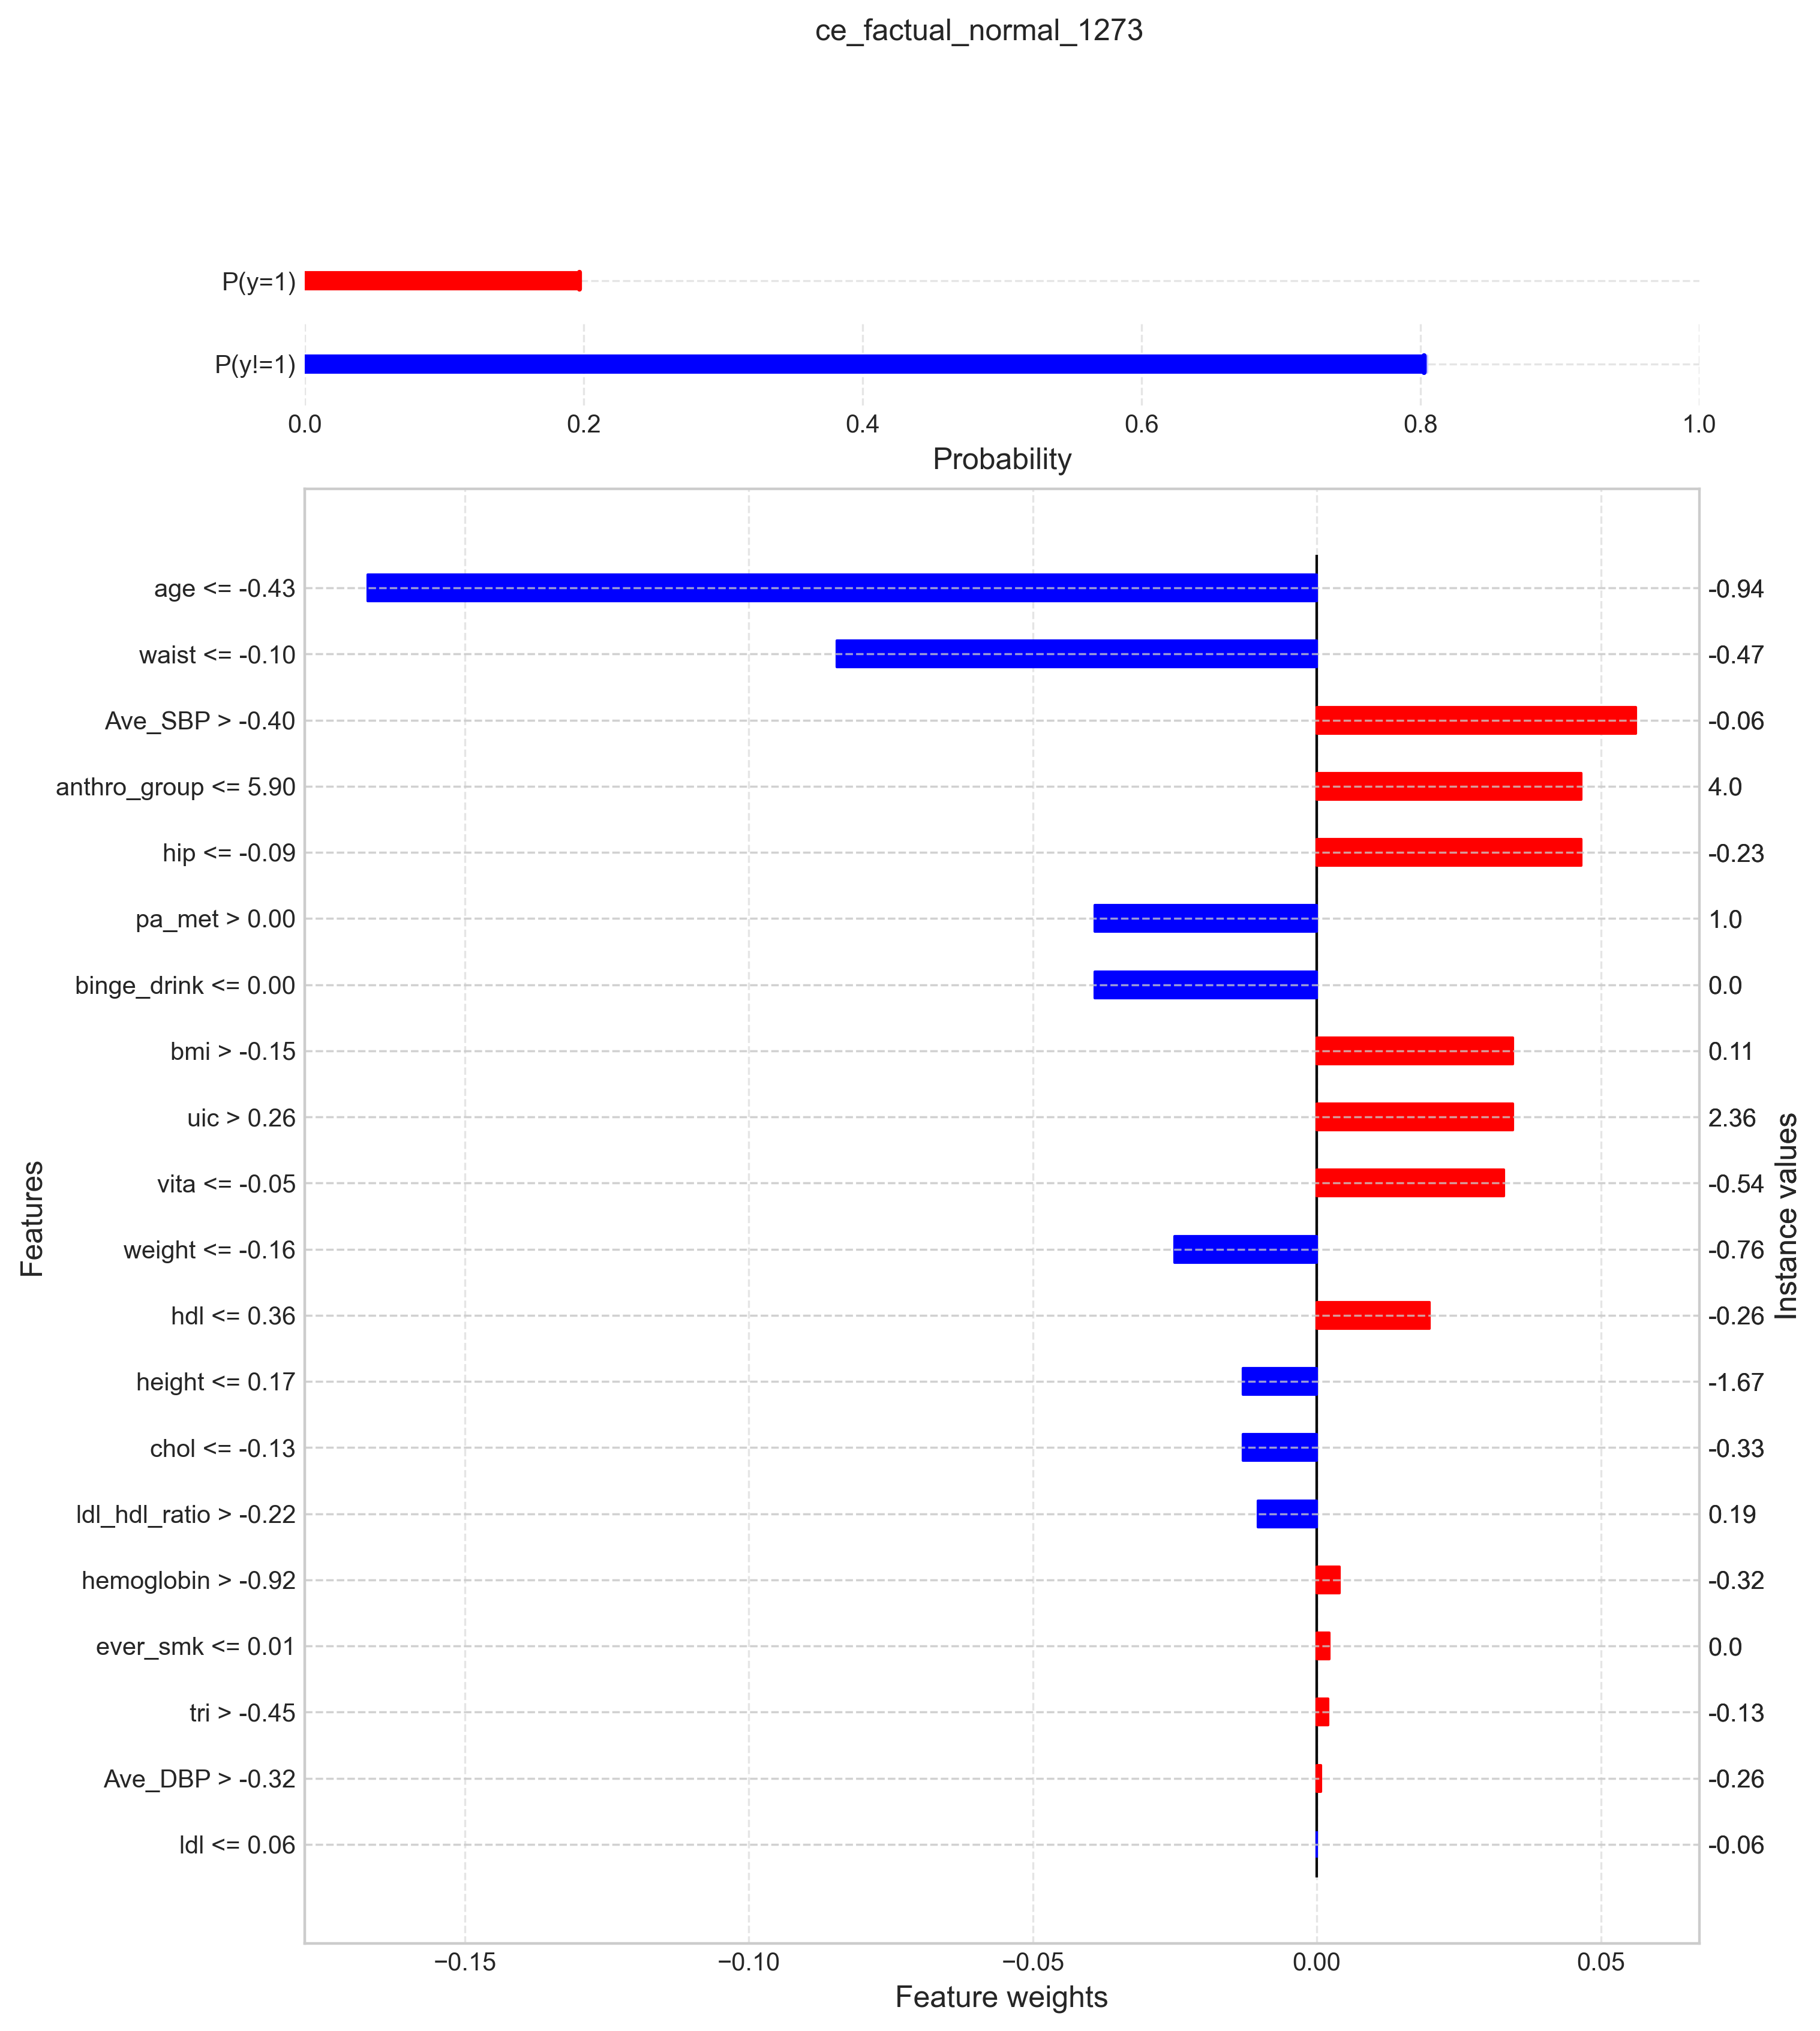 ce_factual_normal_1273
P(y=1)
P(y!=1)
0.0 0.2 0.4 0.6 0.8 1.0
Probability
age <= -0.43 -0.94
waist <= -0.10 -0.47
Ave_SBP > -0.40 -0.06
anthro_group <= 5.90 4.0
hip <= -0.09 -0.23
pa_met > 0.00 1.0
binge_drink <= 0.00 0.0
bmi > -0.15 0.11
uic > 0.26 2.36
vita <= -0.05 -0.54
weight <= -0.16 -0.76
hdl <= 0.36 -0.26
height <= 0.17 -1.67
chol <= -0.13 -0.33
ldl_hdl_ratio > -0.22 0.19
hemoglobin > -0.92 -0.32
ever_smk <= 0.01 0.0
tri > -0.45 -0.13
Ave_DBP > -0.32 -0.26
ldl <= 0.06 -0.06
Features
Instance values
−0.15 −0.10 −0.05 0.00 0.05
Feature weights